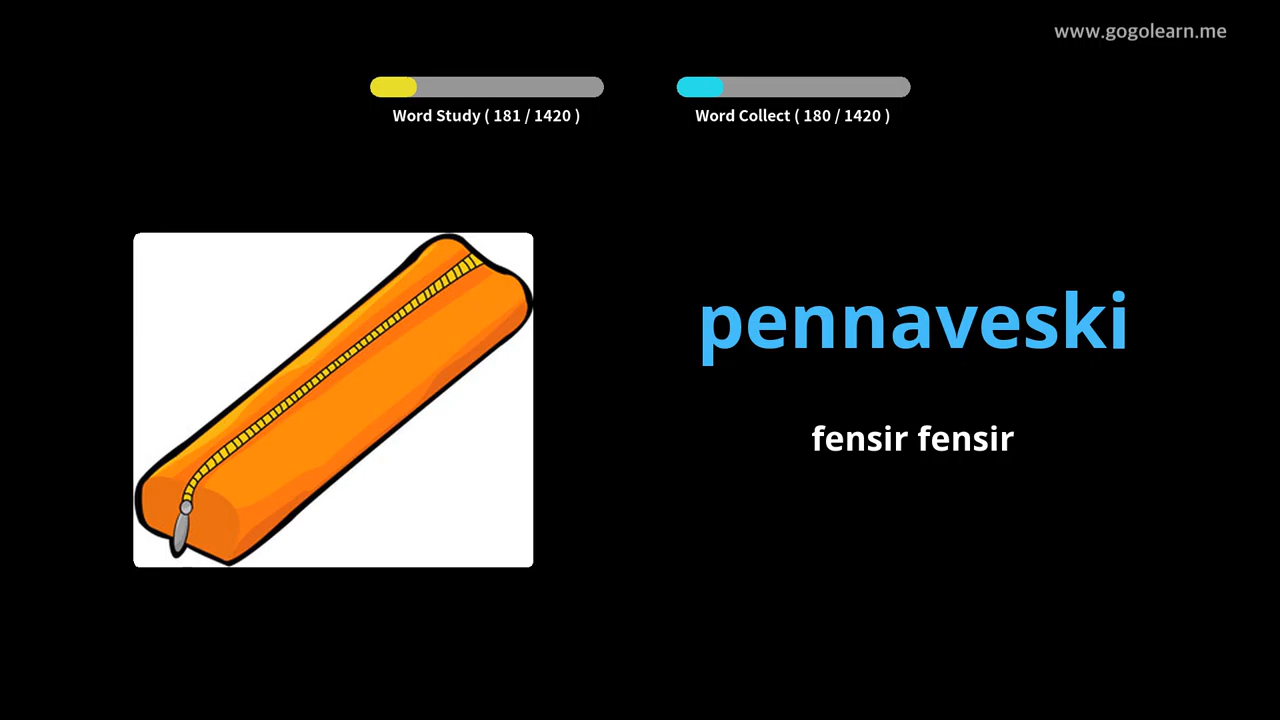 www.gogolearn.me
Word Study ( 181 / 1420 )
Word Collect ( 180 / 1420 )
pennaveski
fensir fensir